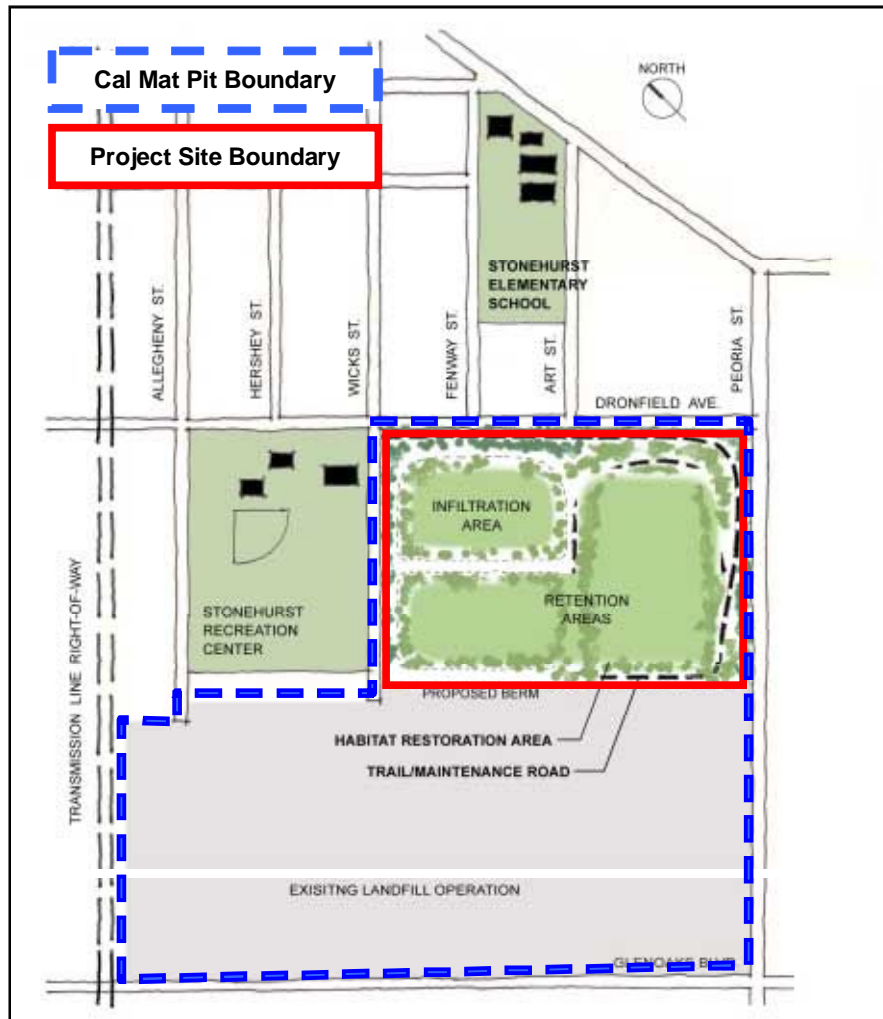 Cal Mat Pit Boundary
Project Site Boundary
NORTH
STONEHURST
ELEMENTARY
SCHOOL
ALLEGHENY ST.
HERSHEY ST.
WICKS ST.
FENWAY ST.
ART ST.
PEORIA ST.
DRONFIELD AVE.
INFILTRATION
AREA
RETENTION
AREAS
STONEHURST
RECREATION
CENTER
TRANSMISSION LINE RIGHT-OF-WAY
PROPOSED BERM
HABITAT RESTORATION AREA
TRAIL/MAINTENANCE ROAD
EXISITNG LANDFILL OPERATION
GLENOAKS BLVD.